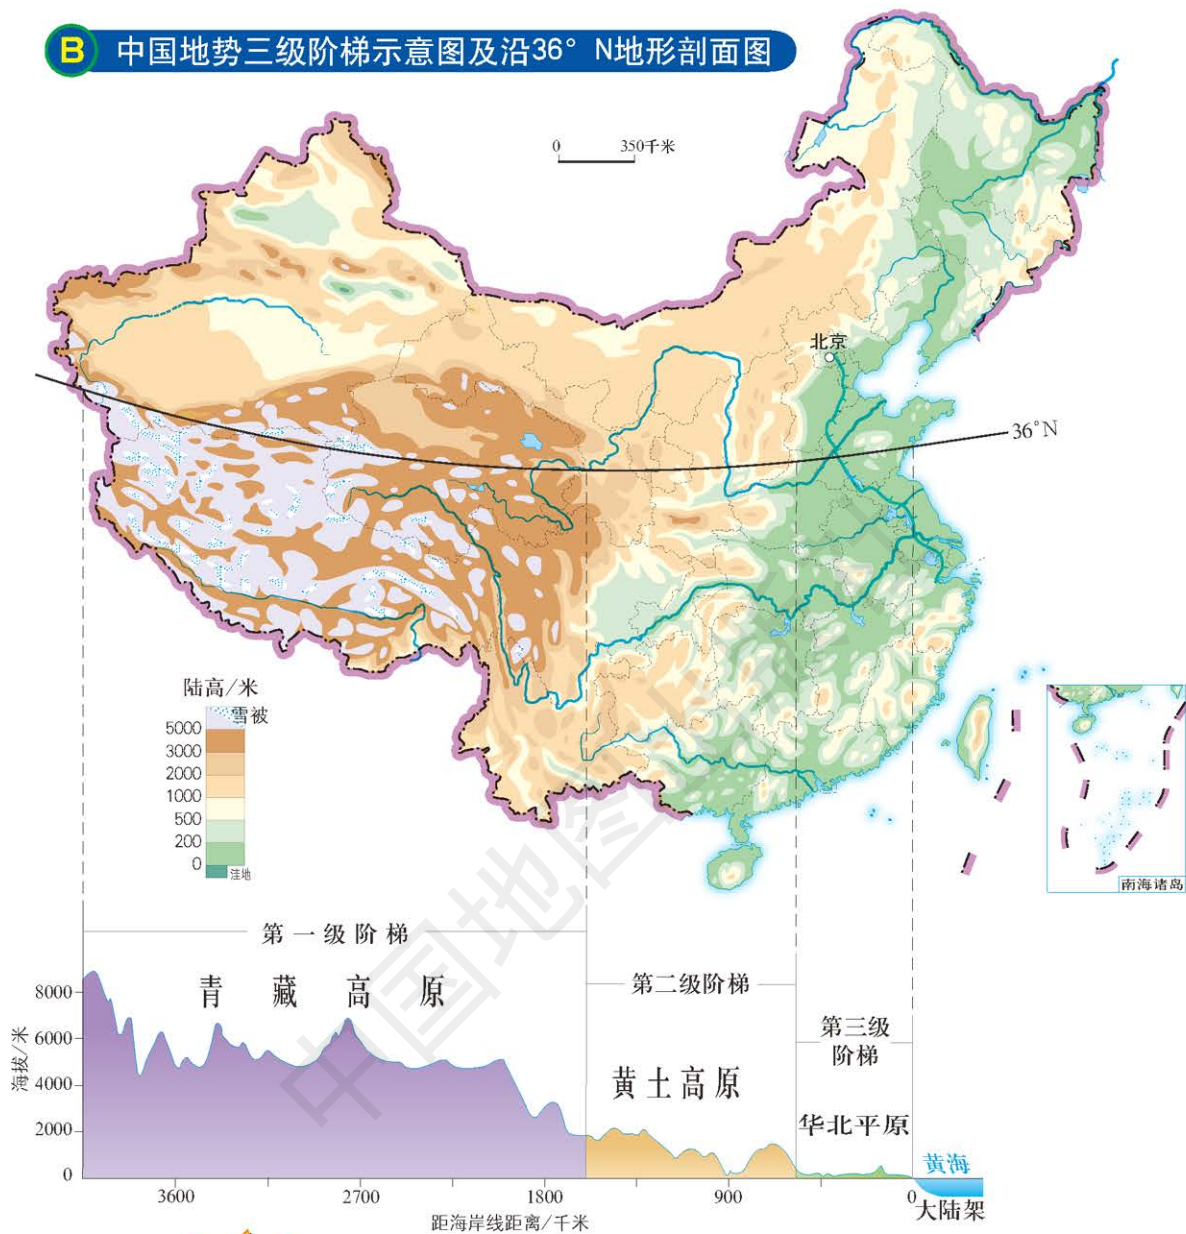 B 中国地势三级阶梯示意图及沿36° N地形剖面图
0 350千米
北京
36°N
陆高/米
雪被
5000
3000
2000
1000
500
200
0
洼地
南海诸岛
第一级阶梯
青藏高原
第二级阶梯
黄土高原
第三级
阶梯
华北平原
海拔/米
8000
6000
4000
2000
0
黄海
3600 2700 1800 900 0
大陆架
距海岸线距离/千米
中国地图出版社